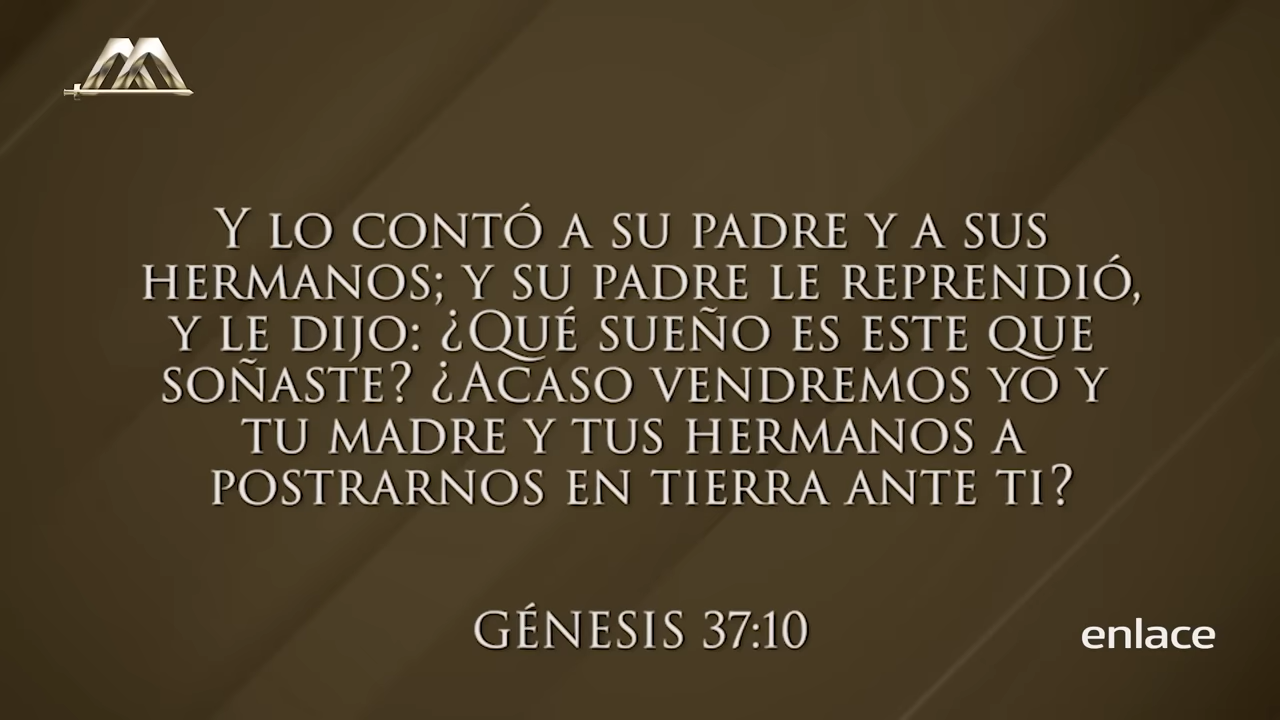 Y LO CONTÓ A SU PADRE Y A SUS
HERMANOS; Y SU PADRE LE REPRENDIÓ,
Y LE DIJO: ¿QUÉ SUEÑO ES ESTE QUE
SOÑASTE? ¿ACASO VENDREMOS YO Y
TU MADRE Y TUS HERMANOS A
POSTRARNOS EN TIERRA ANTE TI?
GÉNESIS 37:10
enlace